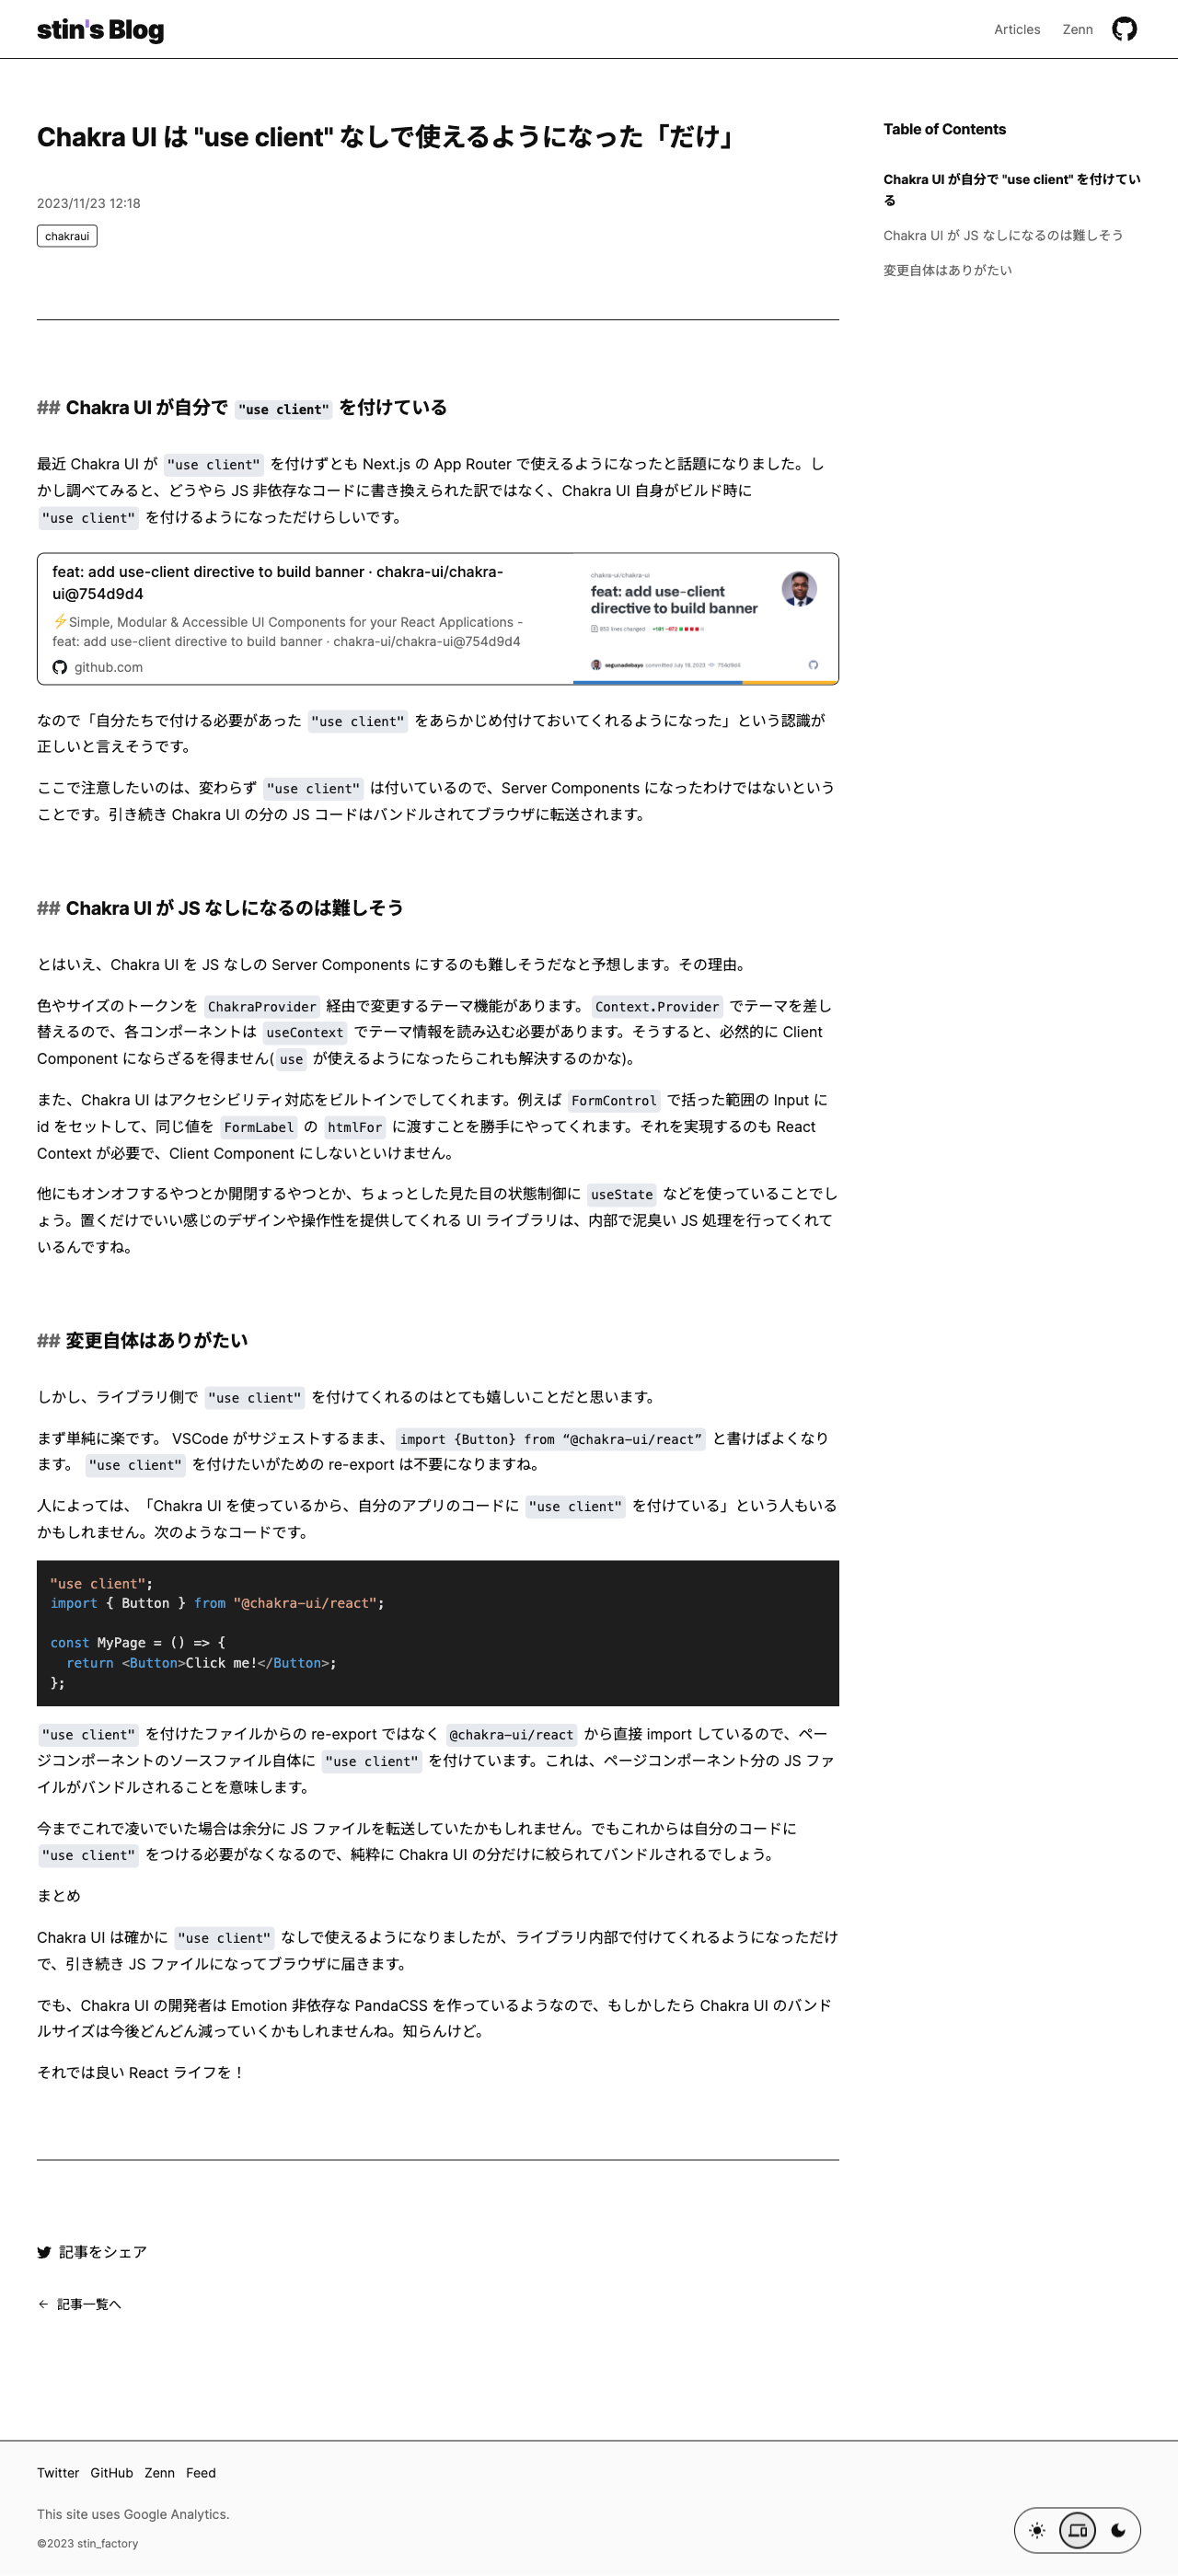 stin's Blog
Articles Zenn
Chakra UI は "use client" なしで使えるようになった「だけ」
2023/11/23 12:18
chakraui
Table of Contents
Chakra UI が自分で "use client" を付けてい
る
Chakra UI が JS なしになるのは難しそう
変更自体はありがたい
## Chakra UI が自分で "use client" を付けている
最近 Chakra UI が "use client" を付けずとも Next.js の App Router で使えるようになったと話題になりました。し
かし調べてみると、どうやら JS 非依存なコードに書き換えられた訳ではなく、Chakra UI 自身がビルド時に
"use client" を付けるようになっただけらしいです。
feat: add use-client directive to build banner · chakra-ui/chakra-
ui@754d9d4
⚡Simple, Modular & Accessible UI Components for your React Applications -
feat: add use-client directive to build banner · chakra-ui/chakra-ui@754d9d4
github.com
chakra-ui/chakra-ui
feat: add use-client
directive to build banner
853 lines changed +181 -672
segunadebayo committed July 18, 2023 754d9d4
なので「自分たちで付ける必要があった "use client" をあらかじめ付けておいてくれるようになった」という認識が
正しいと言えそうです。
ここで注意したいのは、変わらず "use client" は付いているので、Server Components になったわけではないという
ことです。引き続き Chakra UI の分の JS コードはバンドルされてブラウザに転送されます。
## Chakra UI が JS なしになるのは難しそう
とはいえ、Chakra UI を JS なしの Server Components にするのも難しそうだなと予想します。その理由。
色やサイズのトークンを ChakraProvider 経由で変更するテーマ機能があります。 Context.Provider でテーマを差し
替えるので、各コンポーネントは useContext でテーマ情報を読み込む必要があります。そうすると、必然的に Client
Component にならざるを得ません( use が使えるようになったらこれも解決するのかな)。
また、Chakra UI はアクセシビリティ対応をビルトインでしてくれます。例えば FormControl で括った範囲の Input に
id をセットして、同じ値を FormLabel の htmlFor に渡すことを勝手にやってくれます。それを実現するのも React
Context が必要で、Client Component にしないといけません。
他にもオンオフするやつとか開閉するやつとか、ちょっとした見た目の状態制御に useState などを使っていることでし
ょう。置くだけでいい感じのデザインや操作性を提供してくれる UI ライブラリは、内部で泥臭い JS 処理を行ってくれて
いるんですね。
## 変更自体はありがたい
しかし、ライブラリ側で "use client" を付けてくれるのはとても嬉しいことだと思います。
まず単純に楽です。 VSCode がサジェストするまま、 import {Button} from “@chakra-ui/react” と書けばよくなり
ます。 "use client" を付けたいがための re-export は不要になりますね。
人によっては、「Chakra UI を使っているから、自分のアプリのコードに "use client" を付けている」という人もいる
かもしれません。次のようなコードです。
"use client";
import { Button } from "@chakra-ui/react";
const MyPage = () => {
return <Button>Click me!</Button>;
};
"use client" を付けたファイルからの re-export ではなく @chakra-ui/react から直接 import しているので、ペー
ジコンポーネントのソースファイル自体に "use client" を付けています。これは、ページコンポーネント分の JS ファ
イルがバンドルされることを意味します。
今までこれで凌いでいた場合は余分に JS ファイルを転送していたかもしれません。でもこれからは自分のコードに
"use client" をつける必要がなくなるので、純粋に Chakra UI の分だけに絞られてバンドルされるでしょう。
まとめ
Chakra UI は確かに "use client" なしで使えるようになりましたが、ライブラリ内部で付けてくれるようになっただけ
で、引き続き JS ファイルになってブラウザに届きます。
でも、Chakra UI の開発者は Emotion 非依存な PandaCSS を作っているようなので、もしかしたら Chakra UI のバンド
ルサイズは今後どんどん減っていくかもしれませんね。知らんけど。
それでは良い React ライフを！
記事をシェア
← 記事一覧へ
Twitter GitHub Zenn Feed
This site uses Google Analytics.
©2023 stin_factory